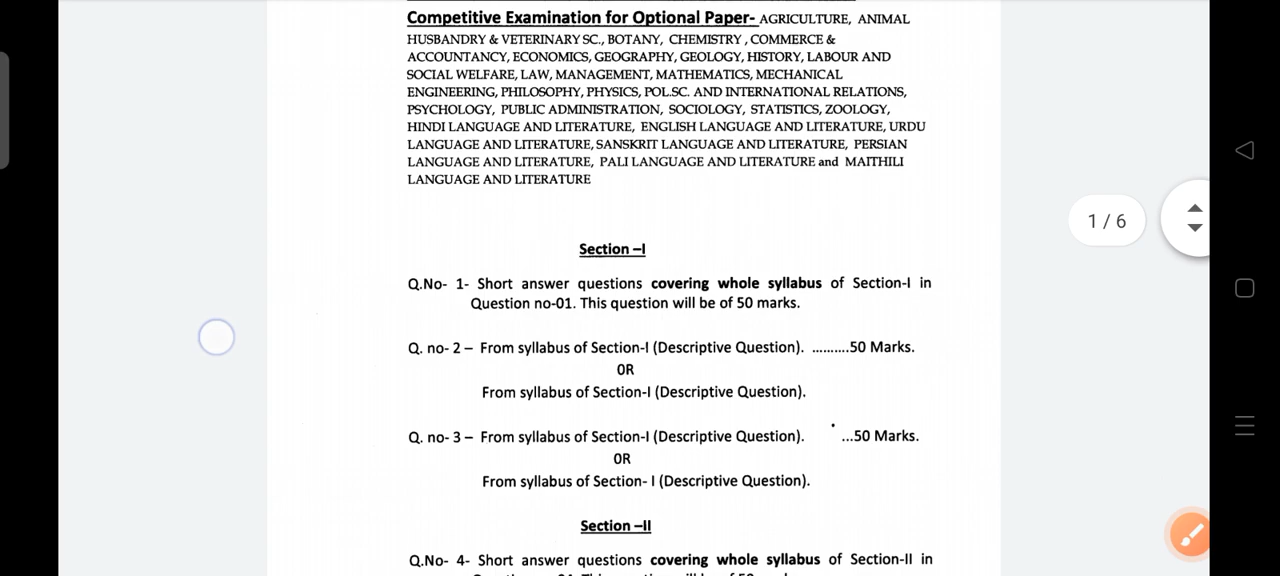 Competitive Examination for Optional Paper- AGRICULTURE, ANIMAL
HUSBANDRY & VETERINARY SC., BOTANY, CHEMISTRY , COMMERCE &
ACCOUNTANCY, ECONOMICS, GEOGRAPHY, GEOLOGY, HISTORY, LABOUR AND
SOCIAL WELFARE, LAW, MANAGEMENT, MATHEMATICS, MECHANICAL
ENGINEERING, PHILOSOPHY, PHYSICS, POL.SC. AND INTERNATIONAL RELATIONS,
PSYCHOLOGY, PUBLIC ADMINISTRATION, SOCIOLOGY, STATISTICS, ZOOLOGY,
HINDI LANGUAGE AND LITERATURE, ENGLISH LANGUAGE AND LITERATURE, URDU
LANGUAGE AND LITERATURE, SANSKRIT LANGUAGE AND LITERATURE, PERSIAN
LANGUAGE AND LITERATURE, PALI LANGUAGE AND LITERATURE and MAITHILI
LANGUAGE AND LITERATURE
1 / 6
Section –I
Q.No- 1- Short answer questions covering whole syllabus of Section-I in
Question no-01. This question will be of 50 marks.
Q. no- 2 – From syllabus of Section-I (Descriptive Question). ..........50 Marks.
OR
From syllabus of Section-I (Descriptive Question).
Q. no- 3 – From syllabus of Section-I (Descriptive Question). ...50 Marks.
OR
From syllabus of Section- I (Descriptive Question).
Section –II
Q.No- 4- Short answer questions covering whole syllabus of Section-II in